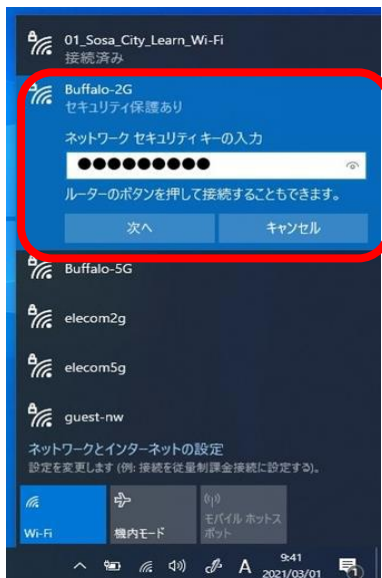 01_Sosa_City_Learn_Wi-Fi
接続済み
Buffalo-2G
セキュリティ保護あり
ネットワーク セキュリティ キーの入力
●●●●●●●●●
ルーターのボタンを押して接続することもできます。
次へ
キャンセル
Buffalo-5G
elecom2g
elecom5g
guest-nw
ネットワークとインターネットの設定
設定を変更します (例: 接続を従量制課金接続に設定する)。
Wi-Fi
機内モード
モバイル ホットス
ポット
A
9:41
2021/03/01
1